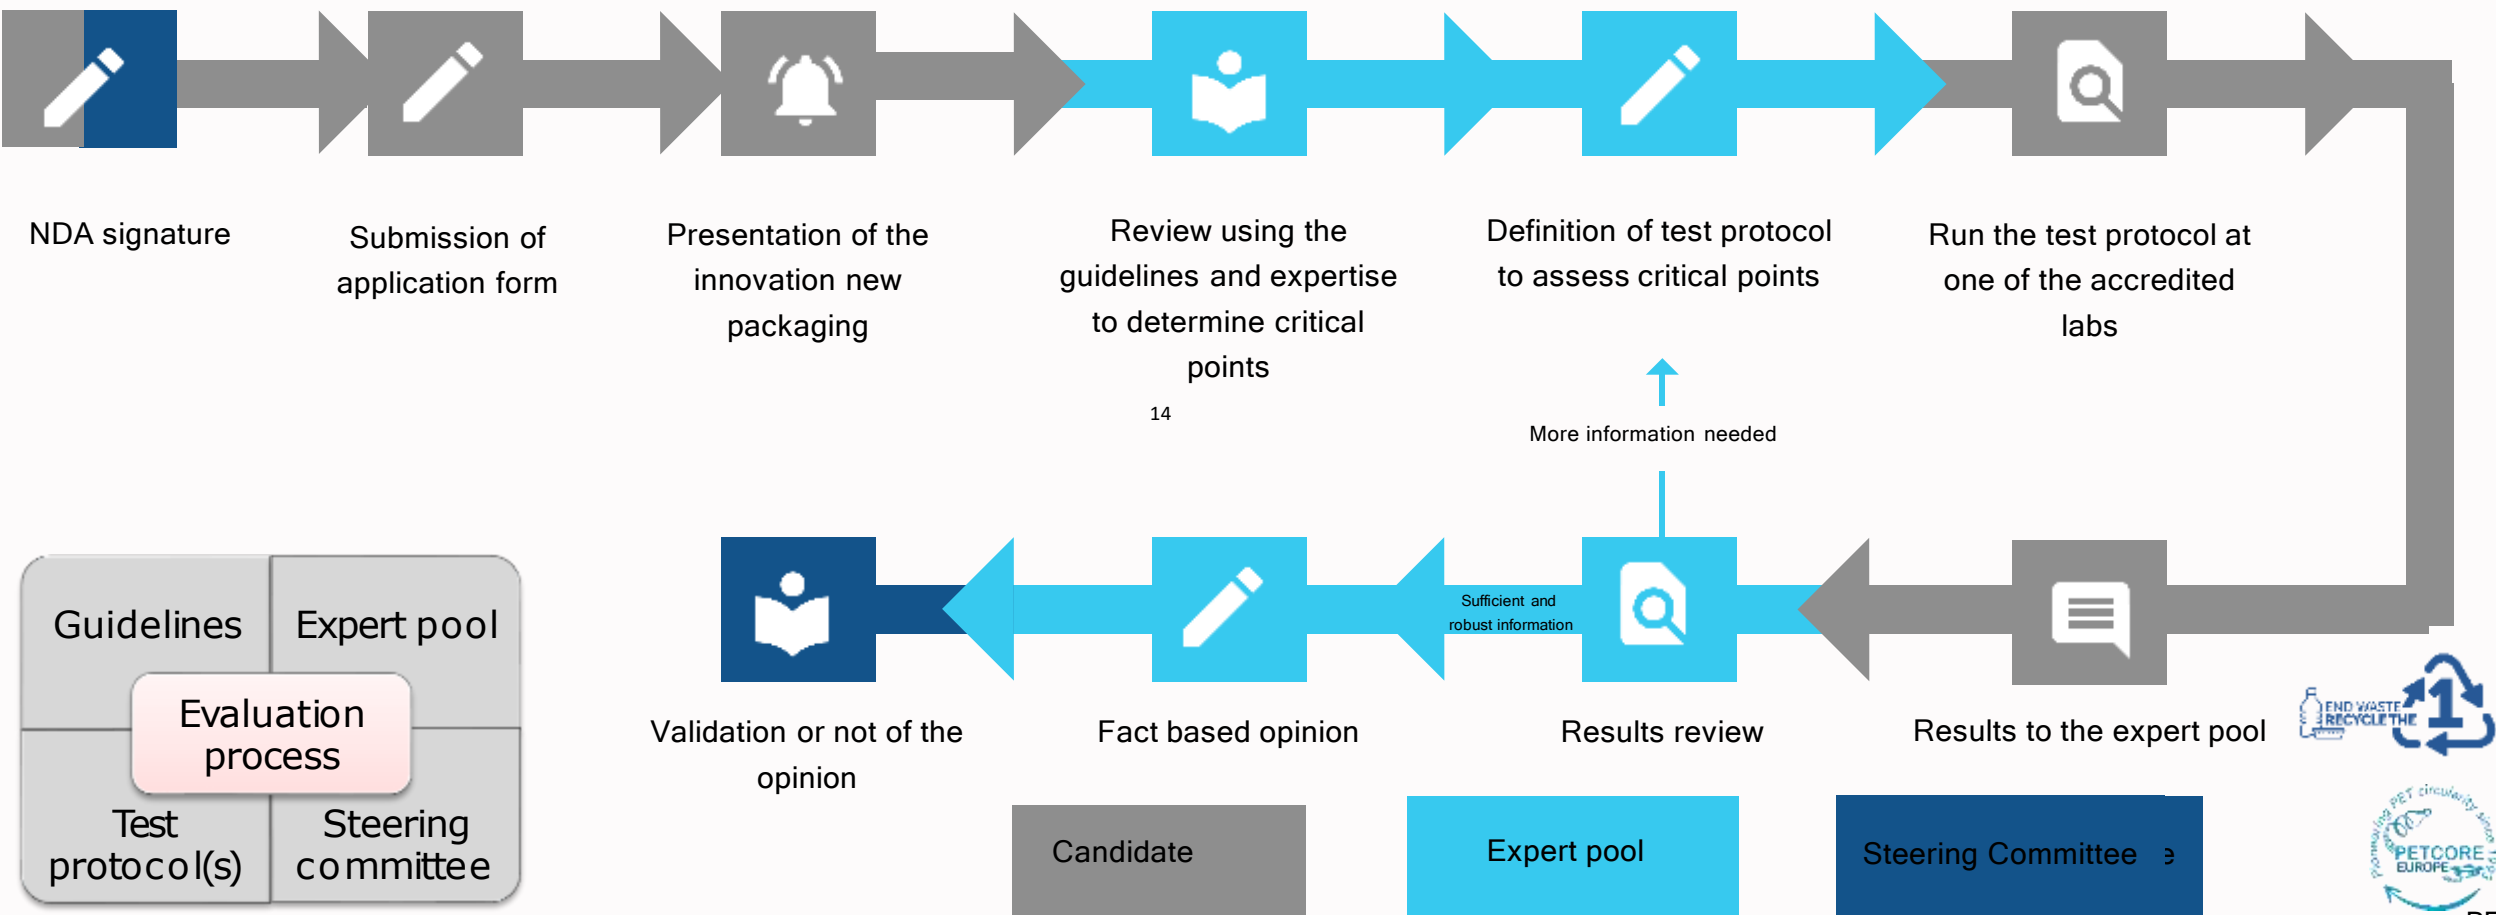 NDA signature
Submission of
application form
Presentation of the
innovation new
packaging
Review using the
guidelines and expertise
to determine critical
points
Definition of test protocol
to assess critical points
Run the test protocol at
one of the accredited
labs
14
More information needed
Sufficient and
robust information
Validation or not of the
opinion
Fact based opinion
Results review
Results to the expert pool
Guidelines
Expert pool
Evaluation
process
Test
protocol(s)
Steering
committee
Candidate
Expert pool
Steering Committee e
END WASTE
RECYCLE THE
1
PET circularity since
PETCORE
EUROPE